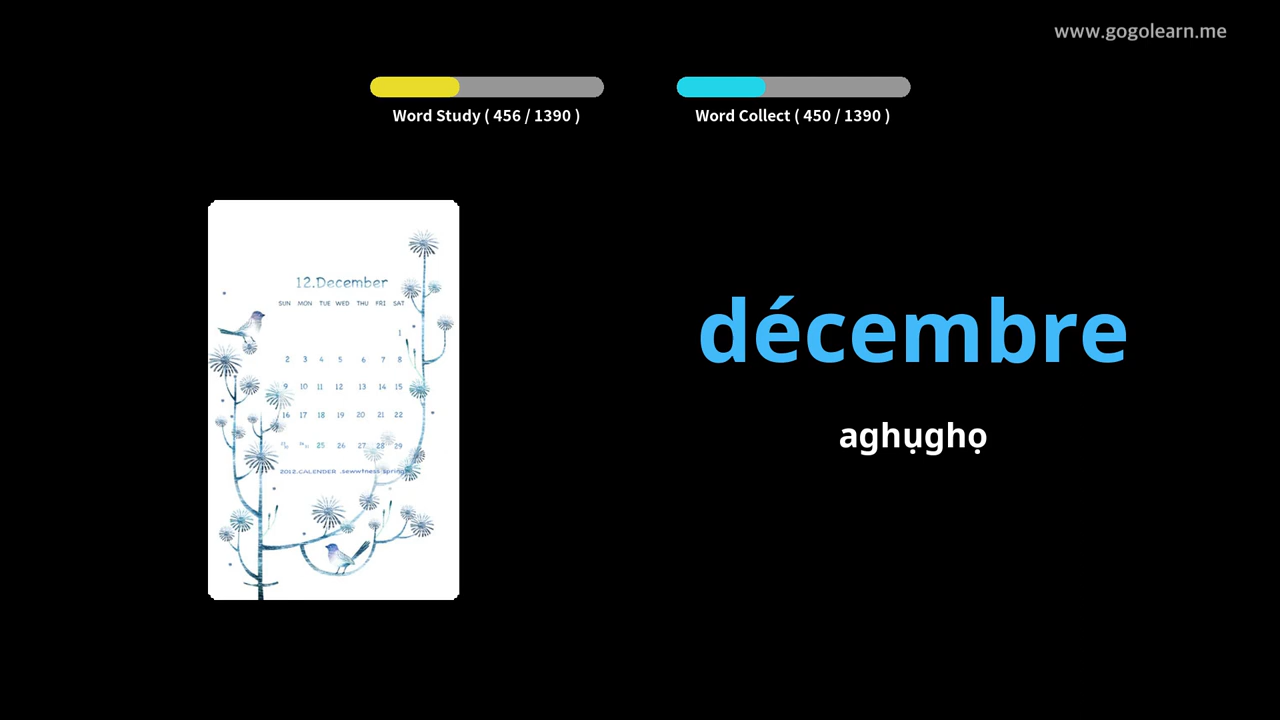 www.gogolearn.me
Word Study ( 456 / 1390 )
Word Collect ( 450 / 1390 )
12.December
SUN MON TUE WED THU FRI SAT
1
2 3 4 5 6 7 8
9 10 11 12 13 14 15
16 17 18 19 20 21 22
25 26 27 28 29
2012.CALENDER
décembre
aghụghọ